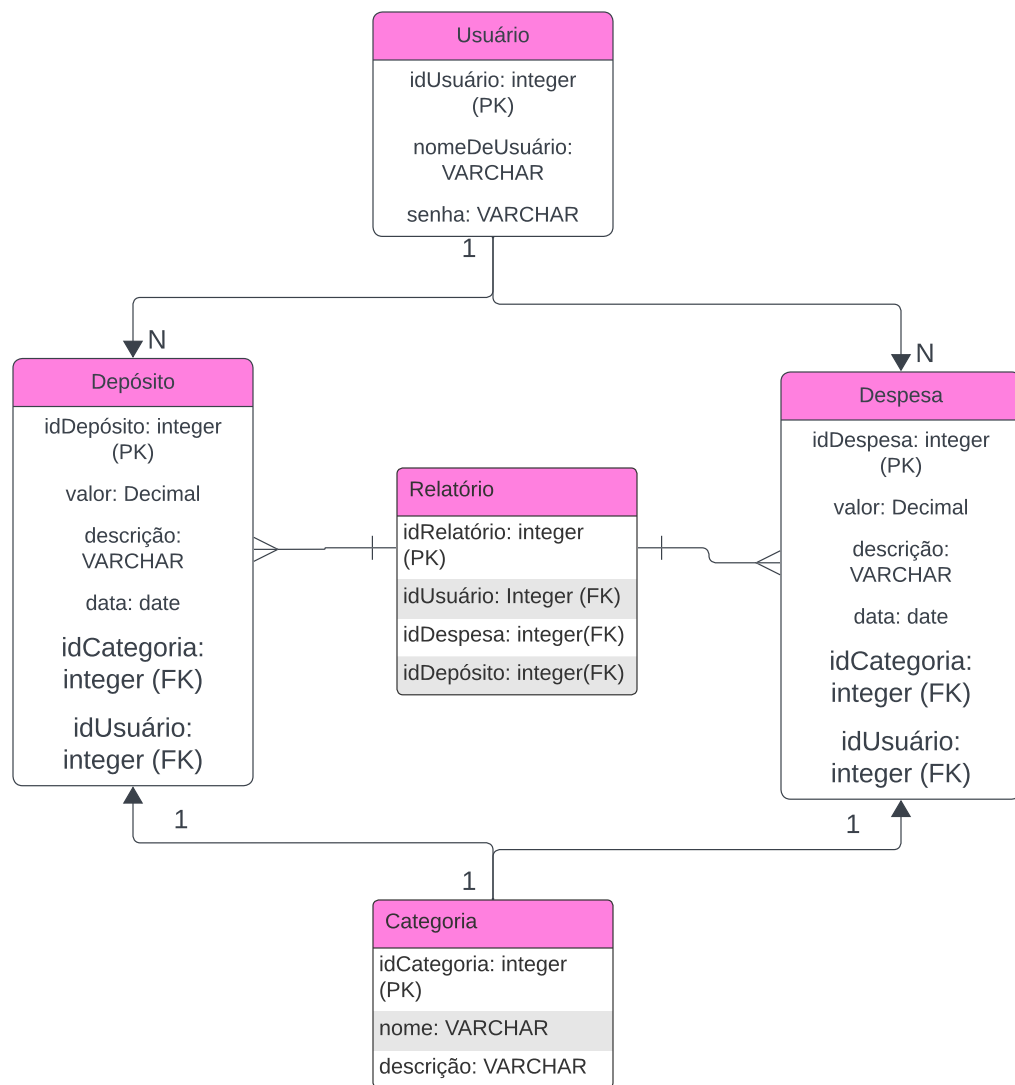 Usuário
idUsuário: integer
(PK)
nomeDeUsuário:
VARCHAR
senha: VARCHAR
1
N
N
Depósito
idDepósito: integer
(PK)
valor: Decimal
descrição:
VARCHAR
data: date
idCategoria:
integer (FK)
idUsuário:
integer (FK)
Relatório
idRelatório: integer
(PK)
idUsuário: Integer (FK)
idDespesa: integer(FK)
idDepósito: integer(FK)
Despesa
idDespesa: integer
(PK)
valor: Decimal
descrição:
VARCHAR
data: date
idCategoria:
integer (FK)
idUsuário:
integer (FK)
1
1
1
Categoria
idCategoria: integer
(PK)
nome: VARCHAR
descrição: VARCHAR